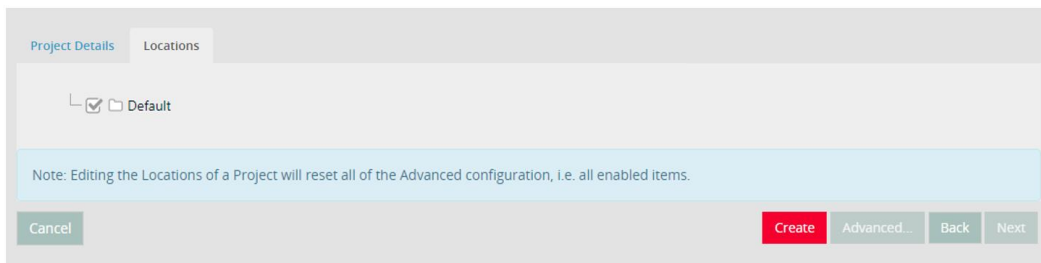 Project Details Locations
Default
Note: Editing the Locations of a Project will reset all of the Advanced configuration, i.e. all enabled items.
Cancel Create Advanced... Back Next